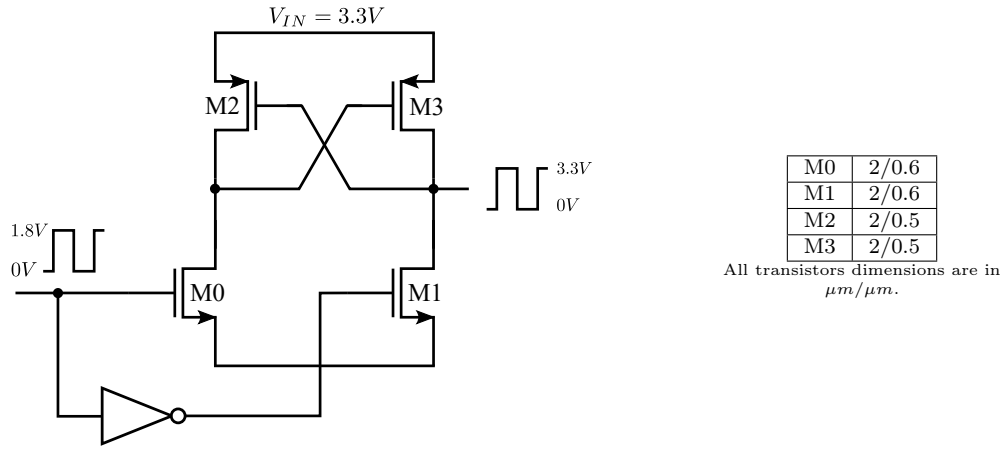 V_IN = 3.3V
M2
M3
3.3V
0V
1.8V
0V
M0
M1
M0 2/0.6
M1 2/0.6
M2 2/0.5
M3 2/0.5
All transistors dimensions are in
μm/μm.